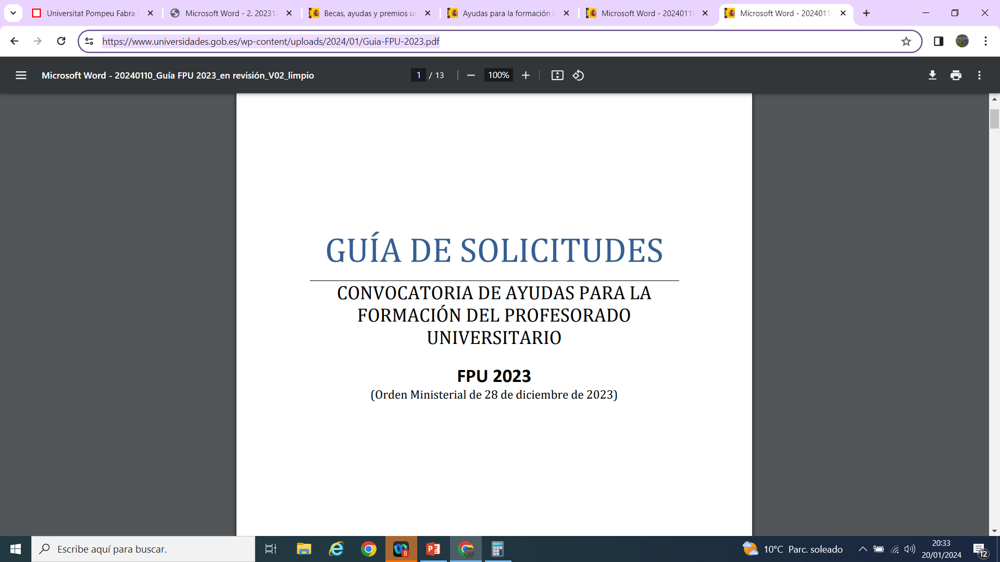 Universitat Pompeu Fabra (
Microsoft Word - 2. 20231
Becas, ayudas y premios un
Ayudas para la formación d
Microsoft Word - 20240110
Microsoft Word - 2024011
https://www.universidades.gob.es/wp-content/uploads/2024/01/Guia-FPU-2023.pdf
Microsoft Word - 20240110_Guía FPU 2023_en revisión_V02_limpio
1 / 13
100%
GUÍA DE SOLICITUDES
CONVOCATORIA DE AYUDAS PARA LA
FORMACIÓN DEL PROFESORADO
UNIVERSITARIO
FPU 2023
(Orden Ministerial de 28 de diciembre de 2023)
Escribe aquí para buscar.
8
10°C Parc. soleado
20:33
20/01/2024
12